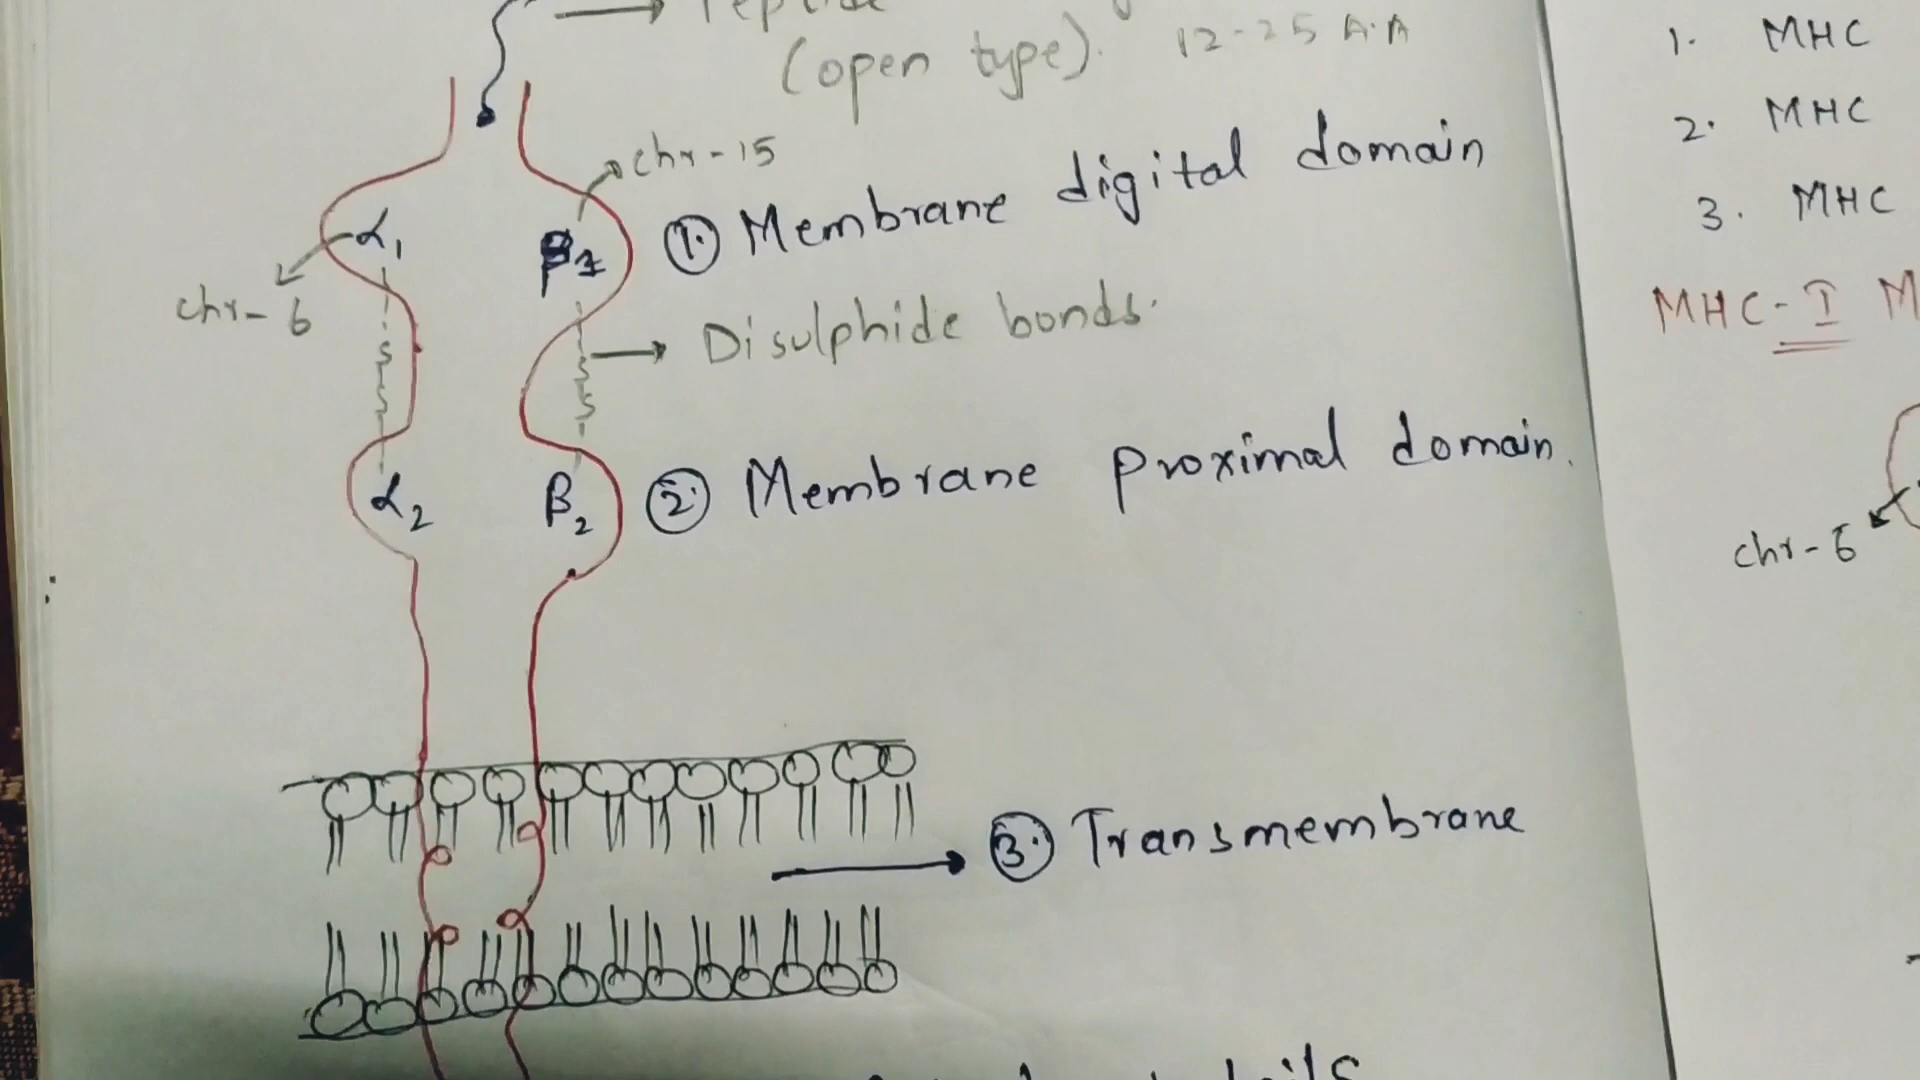 (open type). 12-25 A.A
chr-15
α1
β1
① Membrane digital domain
chr-6
S
S
S
S
→ Disulphide bonds.
α2
β2
② Membrane proximal domain.
③ Transmembrane
1. MHC
2. MHC
3. MHC
MHC-I M
chr-6